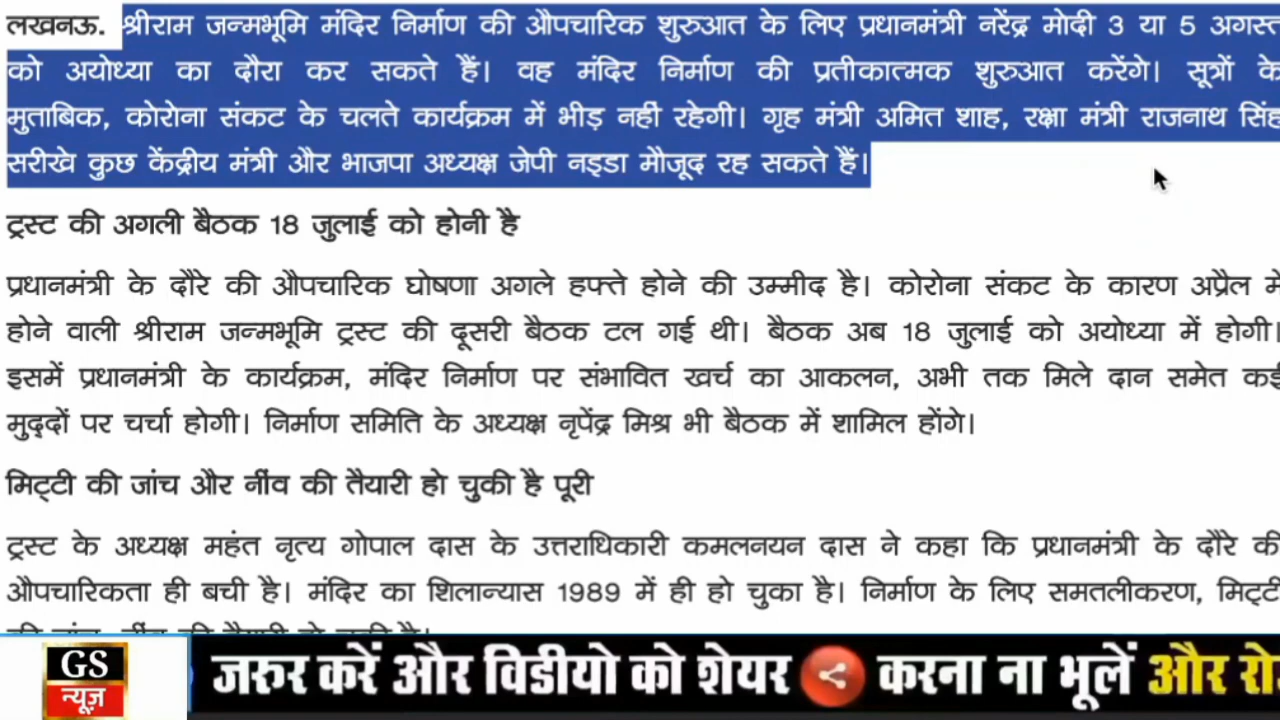 लखनऊ. श्रीराम जन्मभूमि मंदिर निर्माण की औपचारिक शुरुआत के लिए प्रधानमंत्री नरेंद्र मोदी 3 या 5 अगस्त
को अयोध्या का दौरा कर सकते हैं। वह मंदिर निर्माण की प्रतीकात्मक शुरुआत करेंगे। सूत्रों के
मुताबिक, कोरोना संकट के चलते कार्यक्रम में भीड़ नहीं रहेगी। गृह मंत्री अमित शाह, रक्षा मंत्री राजनाथ सिंह
सरीखे कुछ केंद्रीय मंत्री और भाजपा अध्यक्ष जेपी नड्डा मौजूद रह सकते हैं।
ट्रस्ट की अगली बैठक 18 जुलाई को होनी है
प्रधानमंत्री के दौरे की औपचारिक घोषणा अगले हफ्ते होने की उम्मीद है। कोरोना संकट के कारण अप्रैल में
होने वाली श्रीराम जन्मभूमि ट्रस्ट की दूसरी बैठक टल गई थी। बैठक अब 18 जुलाई को अयोध्या में होगी।
इसमें प्रधानमंत्री के कार्यक्रम, मंदिर निर्माण पर संभावित खर्च का आकलन, अभी तक मिले दान समेत कई
मुद्दों पर चर्चा होगी। निर्माण समिति के अध्यक्ष नृपेंद्र मिश्र भी बैठक में शामिल होंगे।
मिट्टी की जांच और नींव की तैयारी हो चुकी है पूरी
ट्रस्ट के अध्यक्ष महंत नृत्य गोपाल दास के उत्तराधिकारी कमलनयन दास ने कहा कि प्रधानमंत्री के दौरे की
औपचारिकता ही बची है। मंदिर का शिलान्यास 1989 में ही हो चुका है। निर्माण के लिए समतलीकरण, मिट्टी
की जांच, नींव की तैयारी हो चुकी है।
GS
न्यूज़
जरुर करें और विडीयो को शेयर करना ना भूलें और